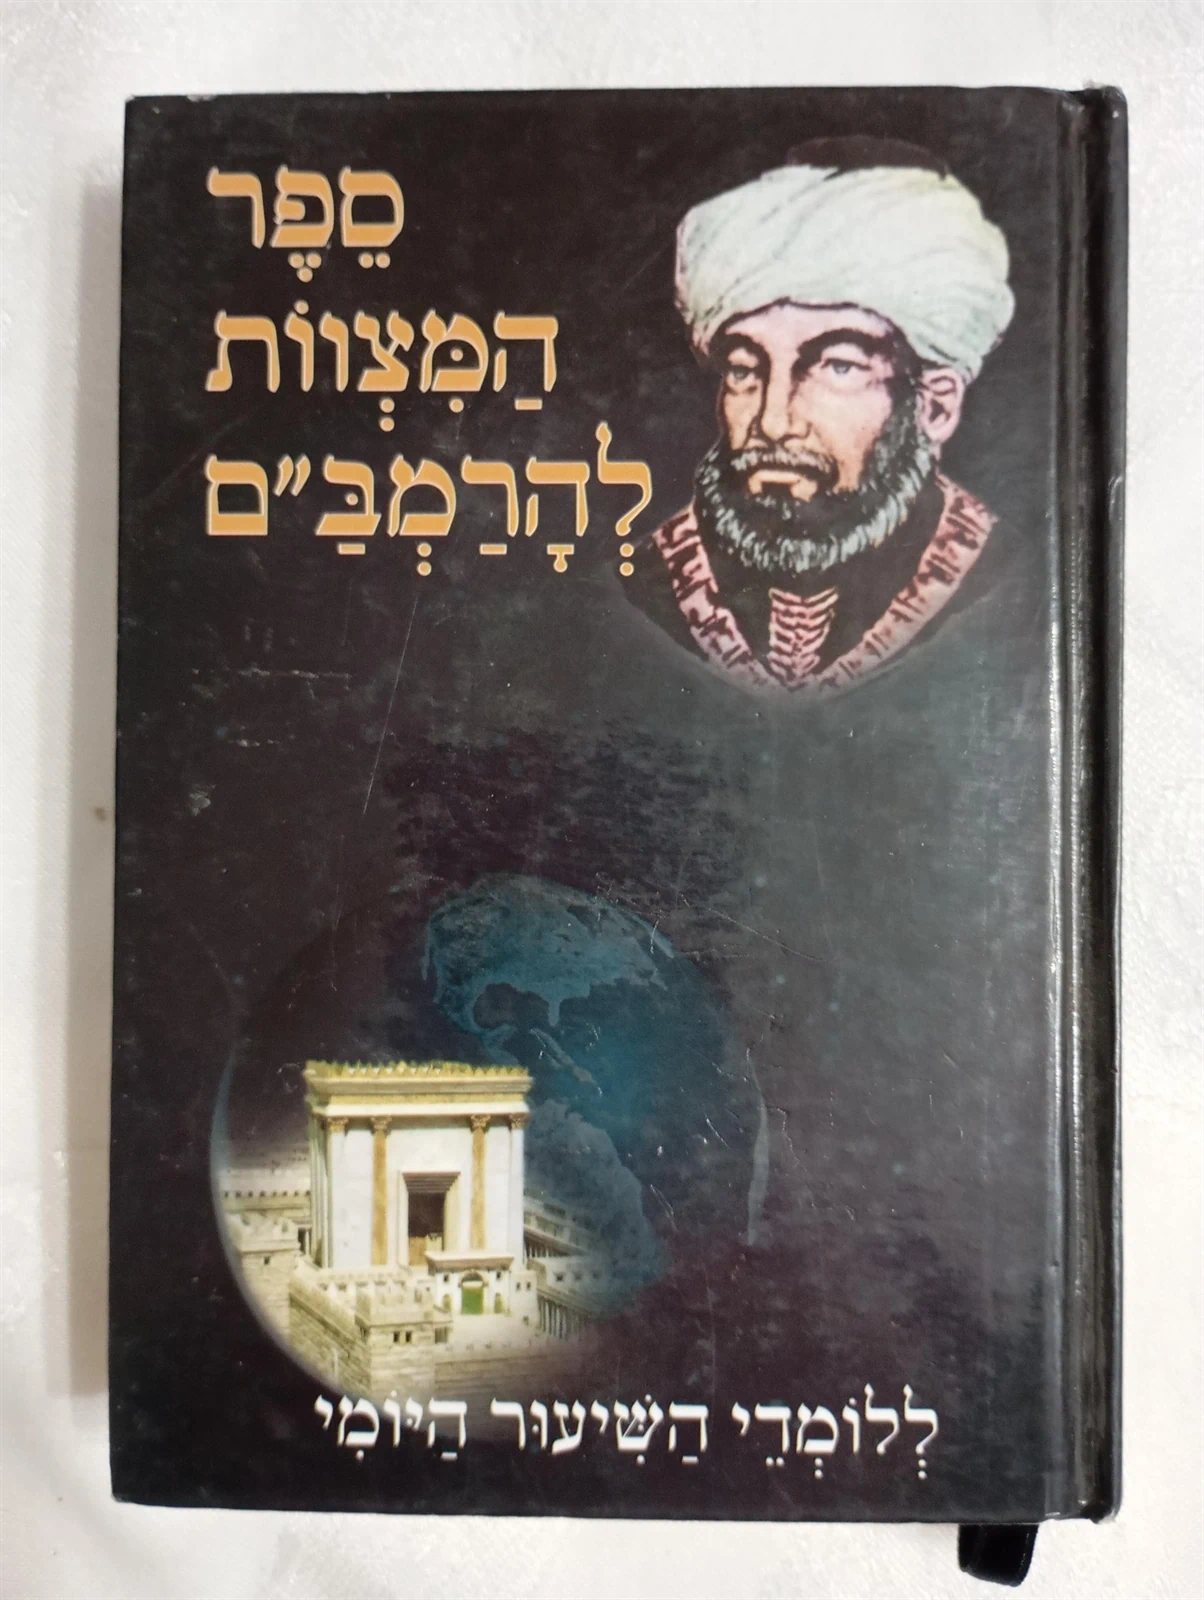 סֵפֶר
הַמִּצְווֹת
לְהָרַמְבַּ"ם
לְלוֹמְדֵי הַשִּׁיעוּר הַיּוֹמִי